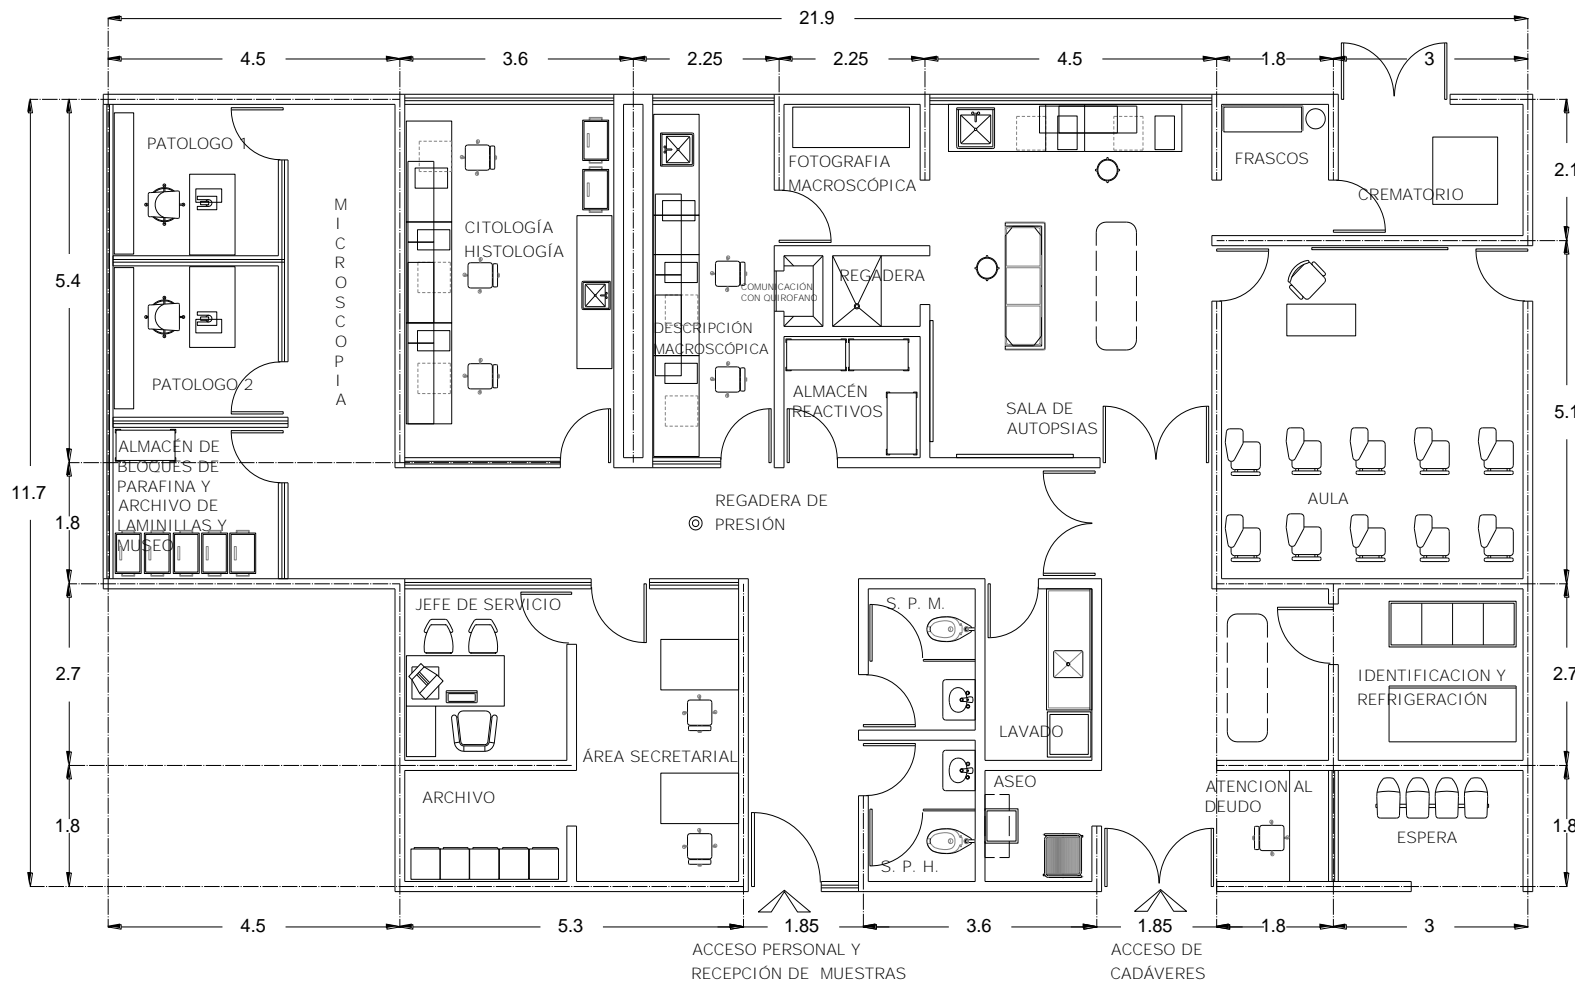 21.9
4.5
3.6
2.25
2.25
4.5
1.8
3
PATOLOGO 1
FOTOGRAFIA
MACROSCÓPICA
FRASCOS
2.1
CREMATORIO
MICROSCOPIA
CITOLOGÍA
HISTOLOGÍA
5.4
REGADERA
COMUNICACIÓN
CON QUIROFANO
DESCRIPCIÓN
MACROSCÓPICA
PATOLOGO 2
ALMACÉN
REACTIVOS
SALA DE
AUTOPSIAS
5.1
ALMACÉN DE
BLOQUES DE
PARAFINA Y
ARCHIVO DE
LAMINILLAS Y
MUSEO
11.7
1.8
REGADERA DE
PRESIÓN
AULA
JEFE DE SERVICIO
S. P. M.
2.7
IDENTIFICACION Y
REFRIGERACIÓN
2.7
LAVADO
ÁREA SECRETARIAL
ARCHIVO
ASEO
ATENCION AL
DEUDO
1.8
ESPERA
1.8
S. P. H.
4.5
5.3
1.85
3.6
1.85
1.8
3
ACCESO PERSONAL Y
RECEPCIÓN DE MUESTRAS
ACCESO DE
CADÁVERES